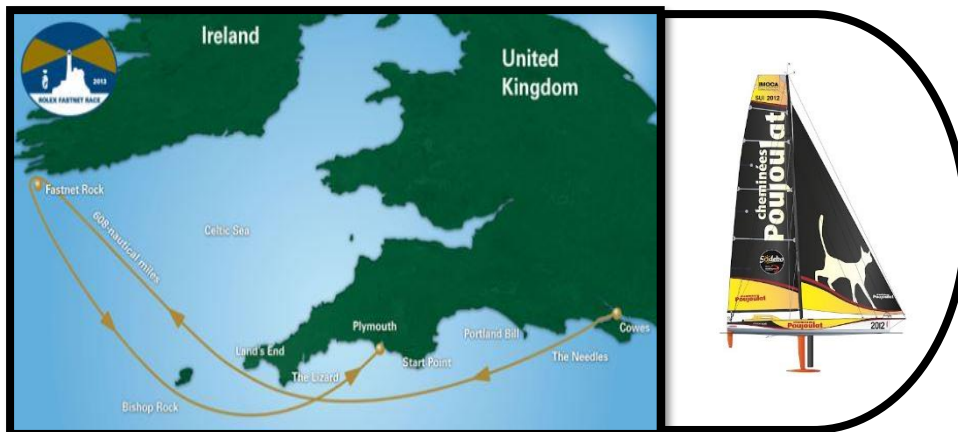 Ireland
United
Kingdom
2013
ROLEX FASTNET RACE
Fastnet Rock
608-nautical miles
Celtic Sea
Plymouth
Portland Bill
Cowes
Land's End
Start Point
The Needles
The Lizard
Bishop Rock
IMOCA
SUI 2012
cheminées
Poujoulat
Poujoulat
Poujoulat
Poujoulat
2012